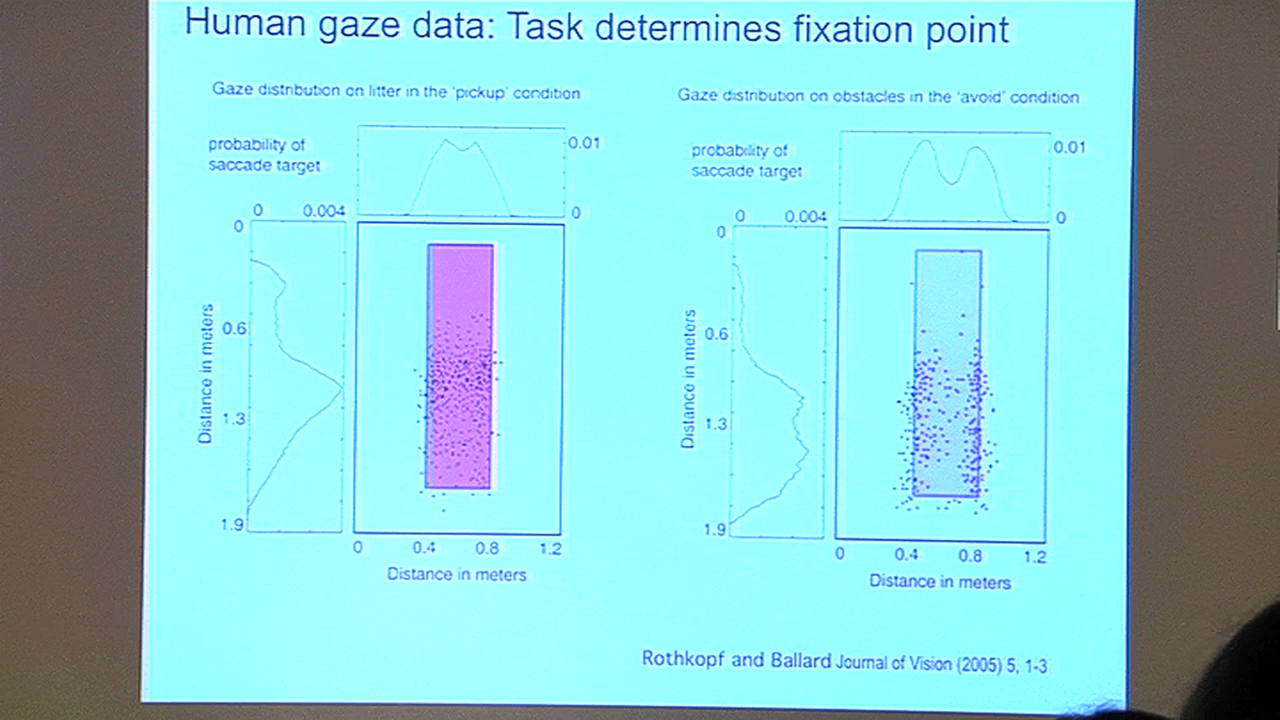 Human gaze data: Task determines fixation point
Gaze distribution on litter in the 'pickup' condition
probability of
saccade target
0.01
0
0 0.004
0
0.6
1.3
1.9
Distance in meters
0 0.4 0.8 1.2
Distance in meters
Gaze distribution on obstacles in the 'avoid' condition
probability of
saccade target
0.01
0
0 0.004
0
0.6
1.3
1.9
Distance in meters
0 0.4 0.8 1.2
Distance in meters
Rothkopf and Ballard Journal of Vision (2005) 5, 1-3